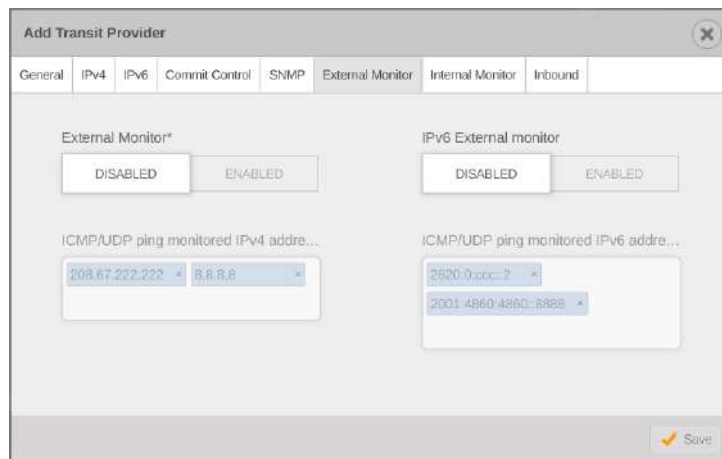 Add Transit Provider
General IPv4 IPv6 Commit Control SNMP External Monitor Internal Monitor Inbound
External Monitor* IPv6 External monitor
DISABLED ENABLED DISABLED ENABLED
ICMP/UDP ping monitored IPv4 addre... ICMP/UDP ping monitored IPv6 addre...
208.67.222.222 × 8.8.8.8 × 2620:0:ccc::2 ×
2001:4860:4860::8888 ×
Save